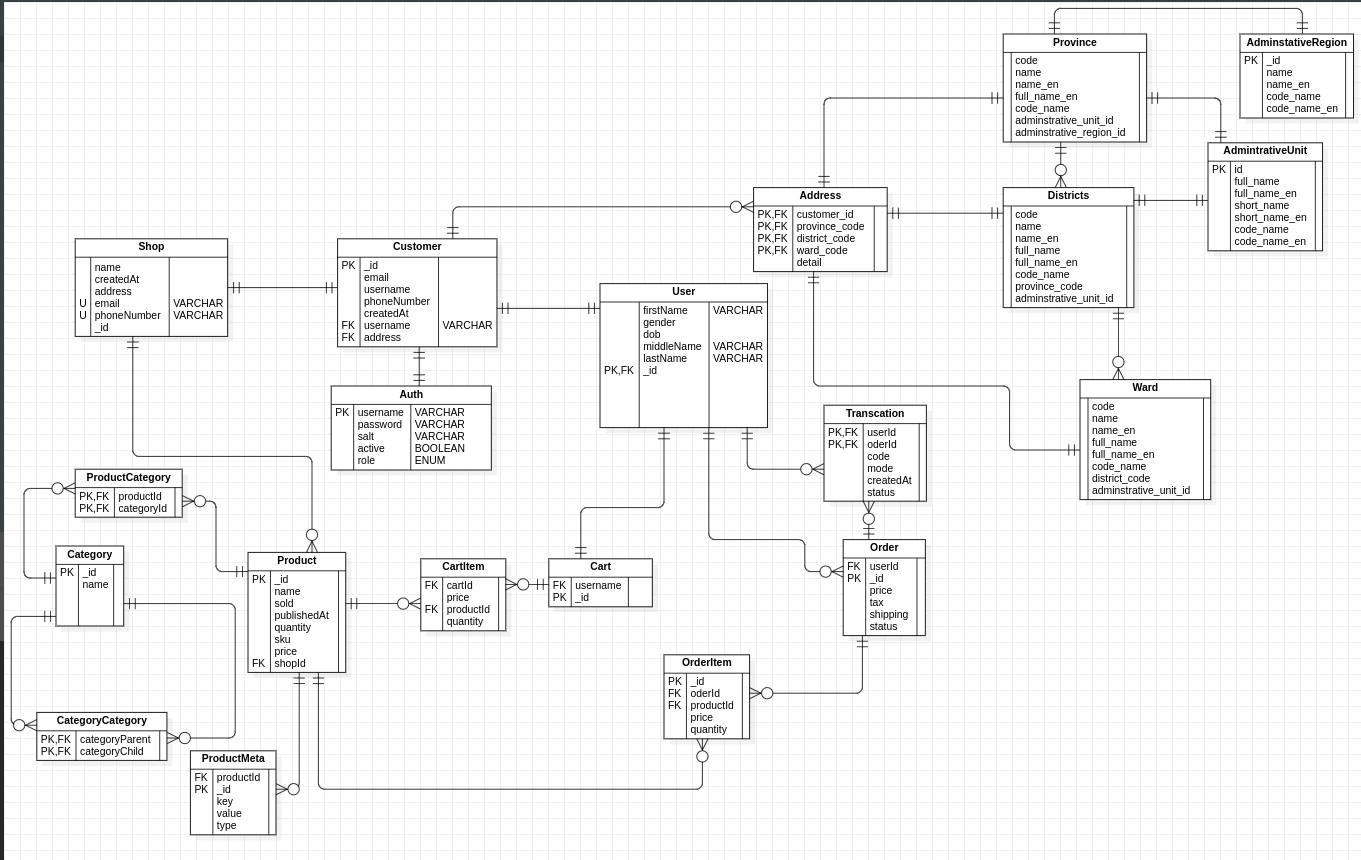 Province
code
name
name_en
full_name_en
code_name
adminstrative_unit_id
adminstrative_region_id
AdminstativeRegion
PK _id
name
name_en
code_name
code_name_en
AdmintrativeUnit
PK id
full_name
full_name_en
short_name
short_name_en
code_name
code_name_en
Address
PK,FK customer_id
PK,FK province_code
PK,FK district_code
PK,FK ward_code
detail
Districts
code
name
name_en
full_name
full_name_en
code_name
province_code
adminstrative_unit_id
Shop
name
createdAt
address
U email VARCHAR
U phoneNumber VARCHAR
_id
Customer
PK _id
email
username
phoneNumber
createdAt
FK username VARCHAR
FK address
User
firstName VARCHAR
gender
dob
middleName VARCHAR
lastName VARCHAR
PK,FK _id
Auth
PK username VARCHAR
password VARCHAR
salt VARCHAR
active BOOLEAN
role ENUM
Ward
code
name
name_en
full_name
full_name_en
code_name
district_code
adminstrative_unit_id
Transcation
PK,FK userId
PK,FK oderId
code
mode
createdAt
status
ProductCategory
PK,FK productId
PK,FK categoryId
Category
PK _id
name
Product
PK _id
name
sold
publishedAt
quantity
sku
price
FK shopId
CartItem
FK cartId
price
FK productId
quantity
Cart
FK username
PK _id
Order
FK userId
PK _id
price
tax
shipping
status
OrderItem
PK _id
FK oderId
FK productId
price
quantity
CategoryCategory
PK,FK categoryParent
PK,FK categoryChild
ProductMeta
FK productId
PK _id
key
value
type